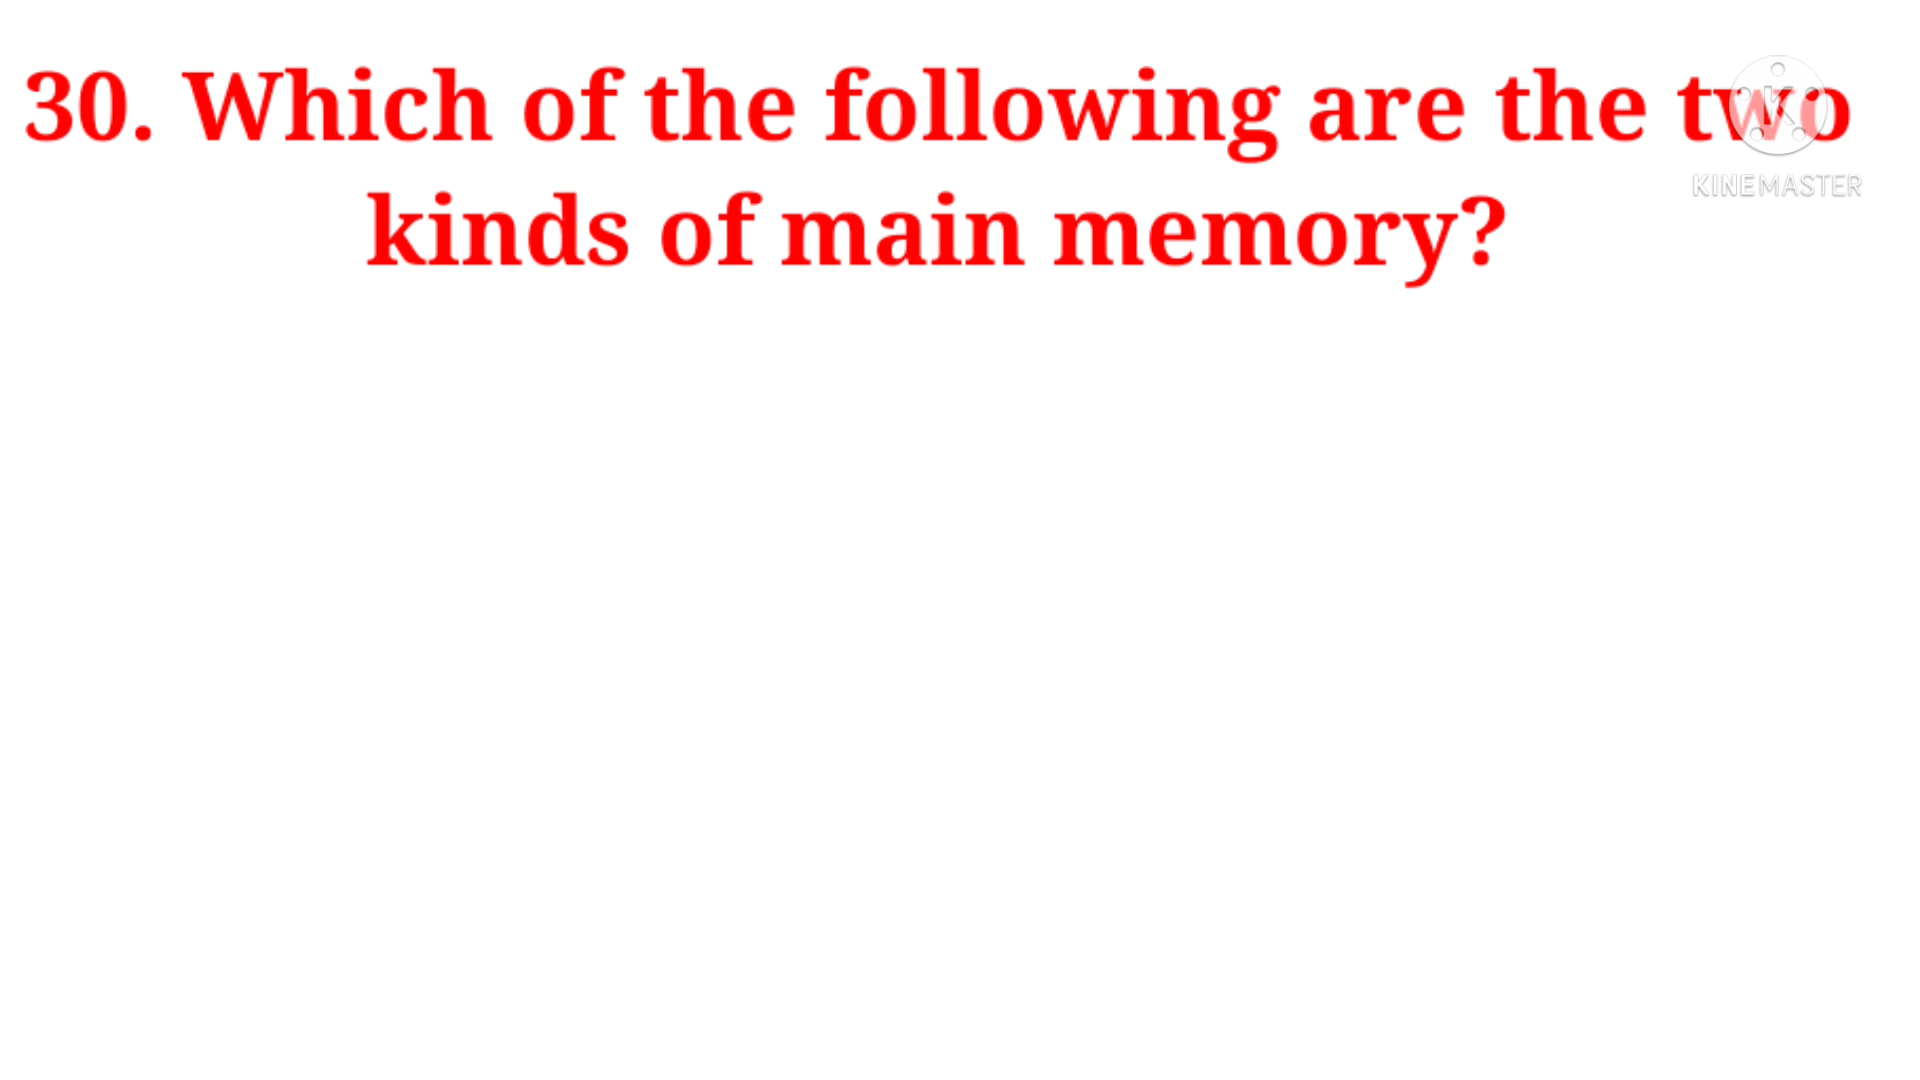 30. Which of the following are the two
kinds of main memory?
KINEMASTER